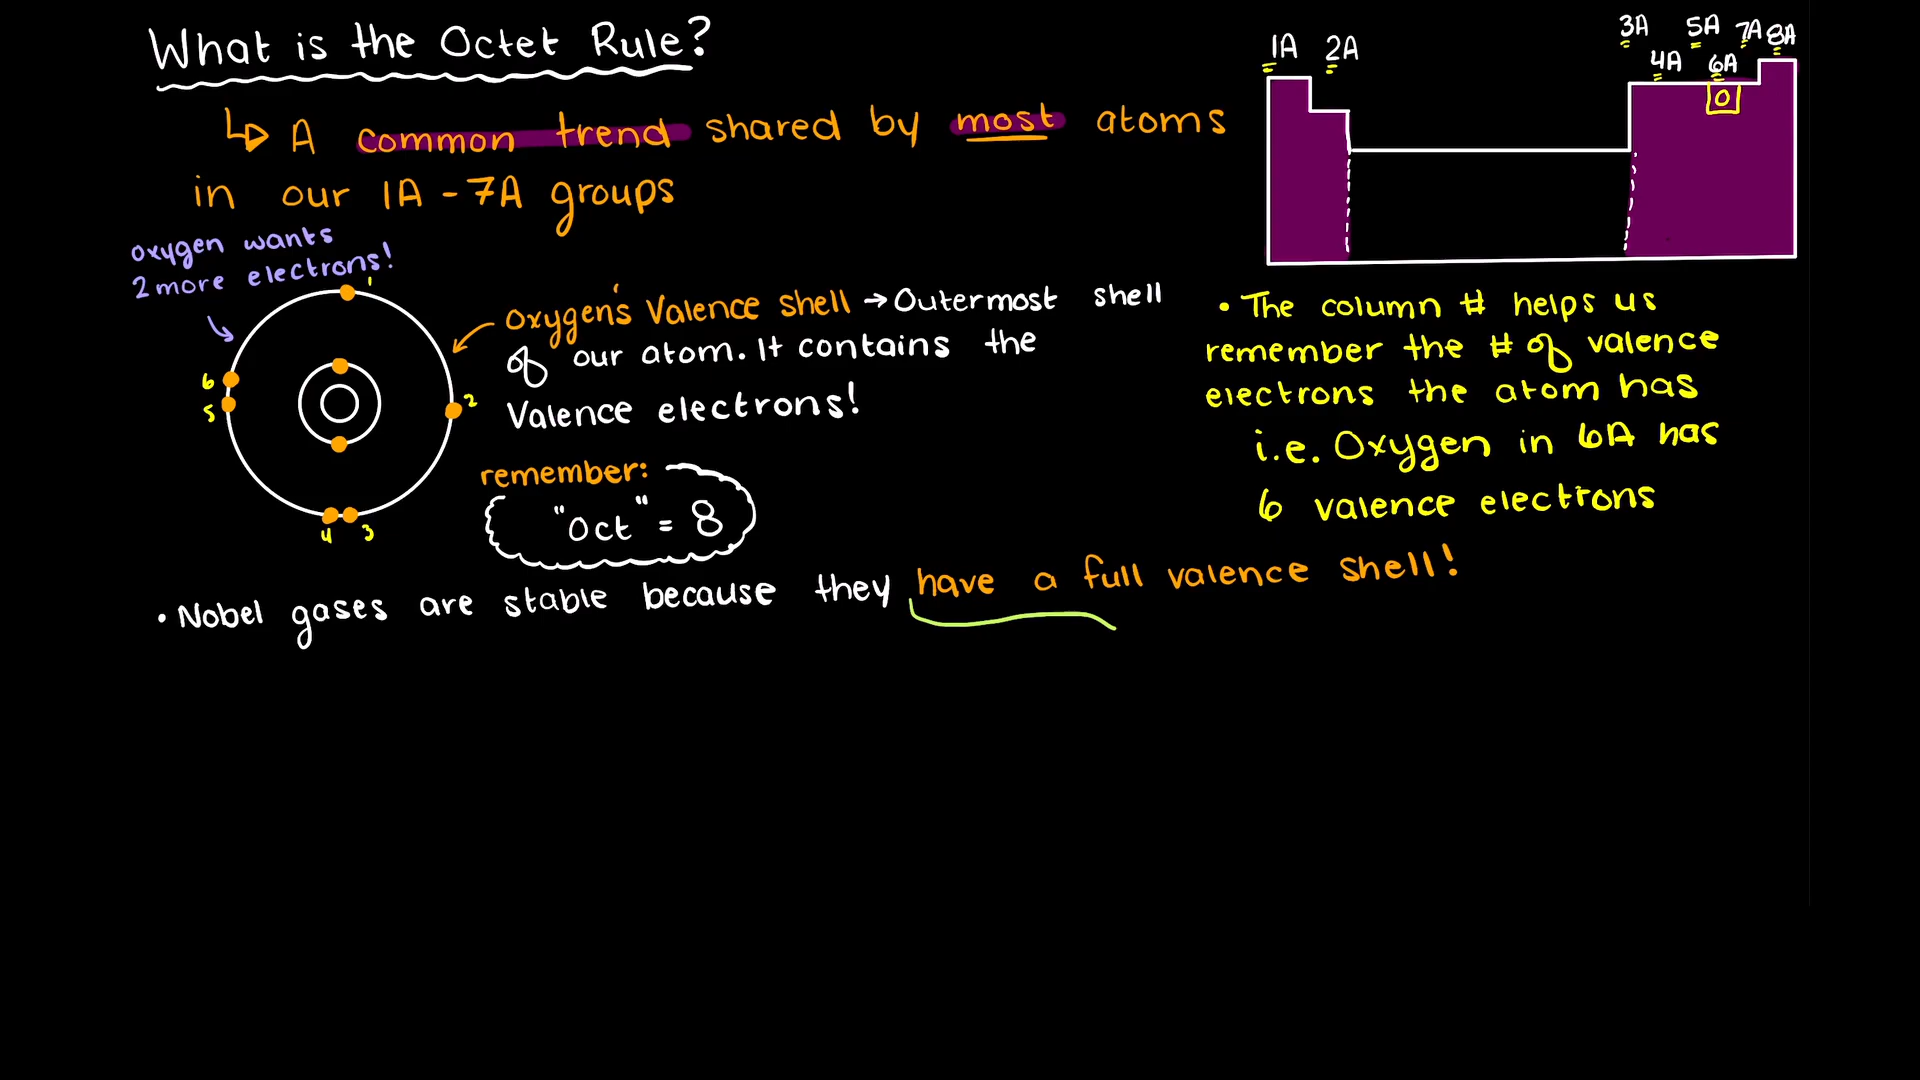 What is the Octet Rule?
↳ A common trend shared by most atoms
in our 1A - 7A groups
1A 2A 3A 4A 5A 6A 7A 8A
O
oxygen wants
2 more electrons!
1
2
3
4
5
6
Oxygen's Valence shell → Outermost shell
of our atom. It contains the
Valence electrons!
remember:
"Oct" = 8
• The column # helps us
remember the # of valence
electrons the atom has
i.e. Oxygen in 6A has
6 valence electrons
• Nobel gases are stable because they have a full valence shell!